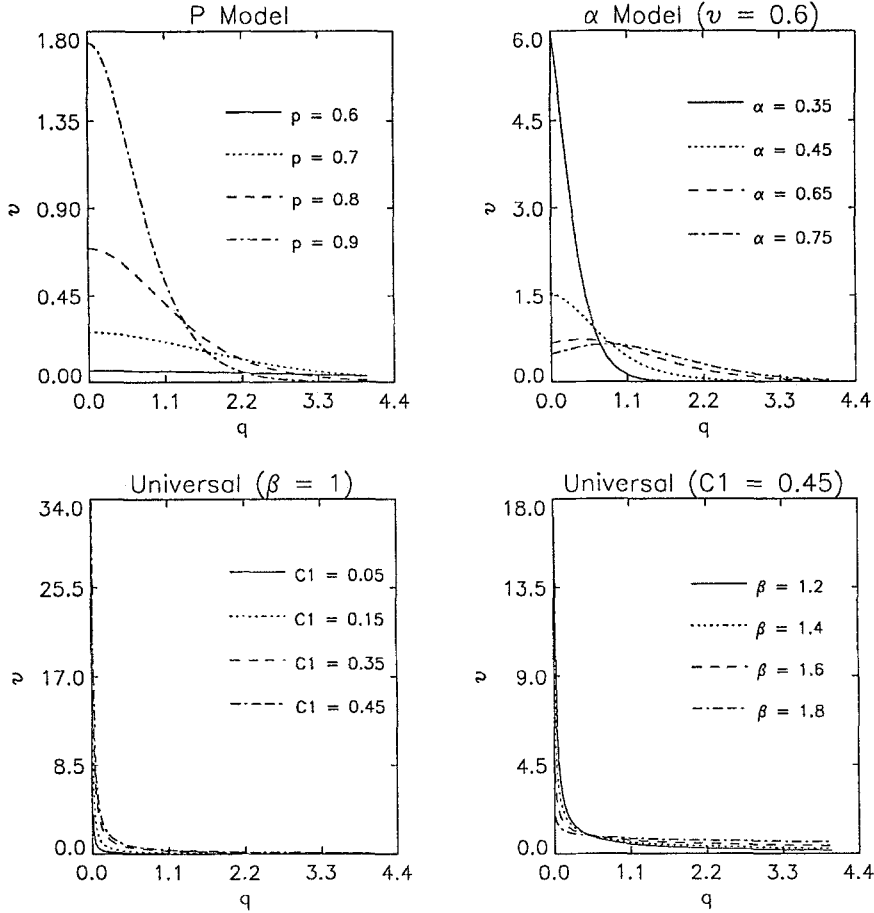 P Model
1.80
1.35
0.90
0.45
0.00
υ
p = 0.6
p = 0.7
p = 0.8
p = 0.9
0.0 1.1 2.2 3.3 4.4
q
α Model (υ = 0.6)
6.0
4.5
3.0
1.5
0.0
υ
α = 0.35
α = 0.45
α = 0.65
α = 0.75
0.0 1.1 2.2 3.3 4.4
q
Universal (β = 1)
34.0
25.5
17.0
8.5
0.0
υ
C1 = 0.05
C1 = 0.15
C1 = 0.35
C1 = 0.45
0.0 1.1 2.2 3.3 4.4
q
Universal (C1 = 0.45)
18.0
13.5
9.0
4.5
0.0
υ
β = 1.2
β = 1.4
β = 1.6
β = 1.8
0.0 1.1 2.2 3.3 4.4
q